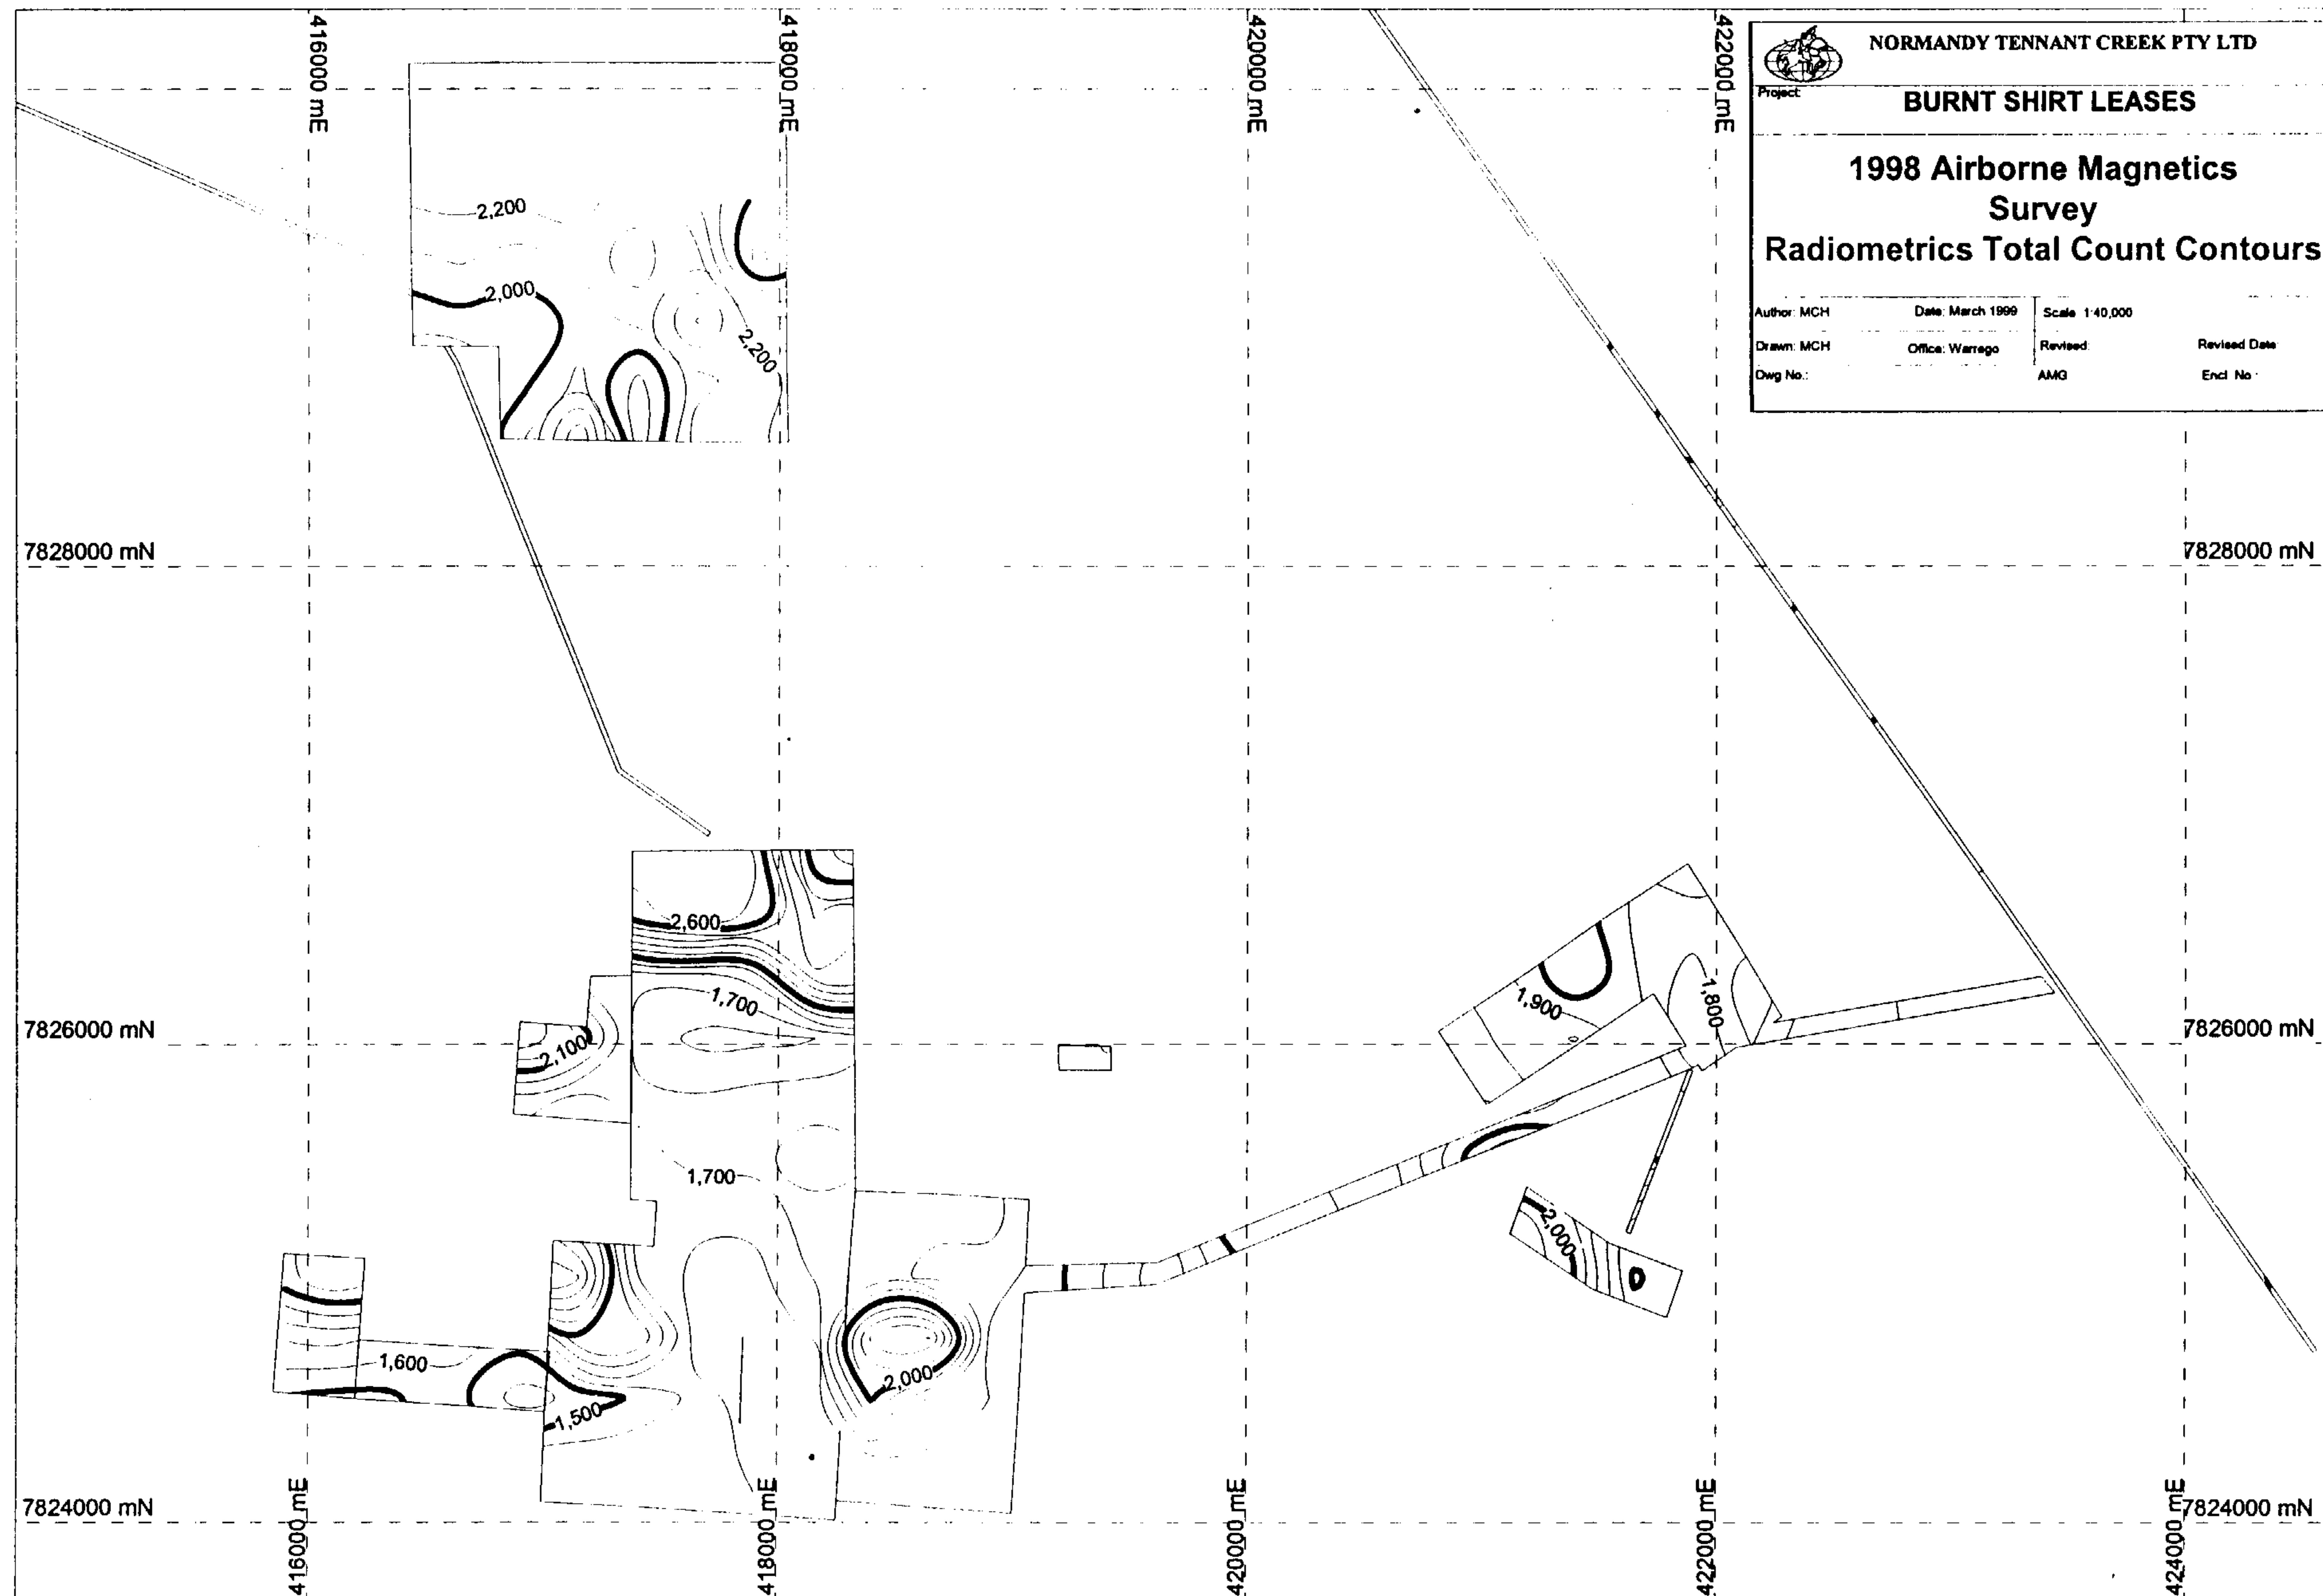 416000 mE
418000 mE
420000 mE
422000 mE
NORMANDY TENNANT CREEK PTY LTD
Project:
BURNT SHIRT LEASES
1998 Airborne Magnetics
Survey
Radiometrics Total Count Contours
Author: MCH Date: March 1999 Scale 1:40,000
Drawn: MCH Office: Warrego Revised: Revised Date
Dwg No.: AMG Encl No
2,200
2,000
2,200
7828000 mN
7828000 mN
2,600
1,700
1,900
1,800
7826000 mN
2,100
7826000 mN
1,700
2,000
1,600
2,000
1,500
7824000 mN
7824000 mN
416000 mE
418000 mE
420000 mE
422000 mE
424000 mE